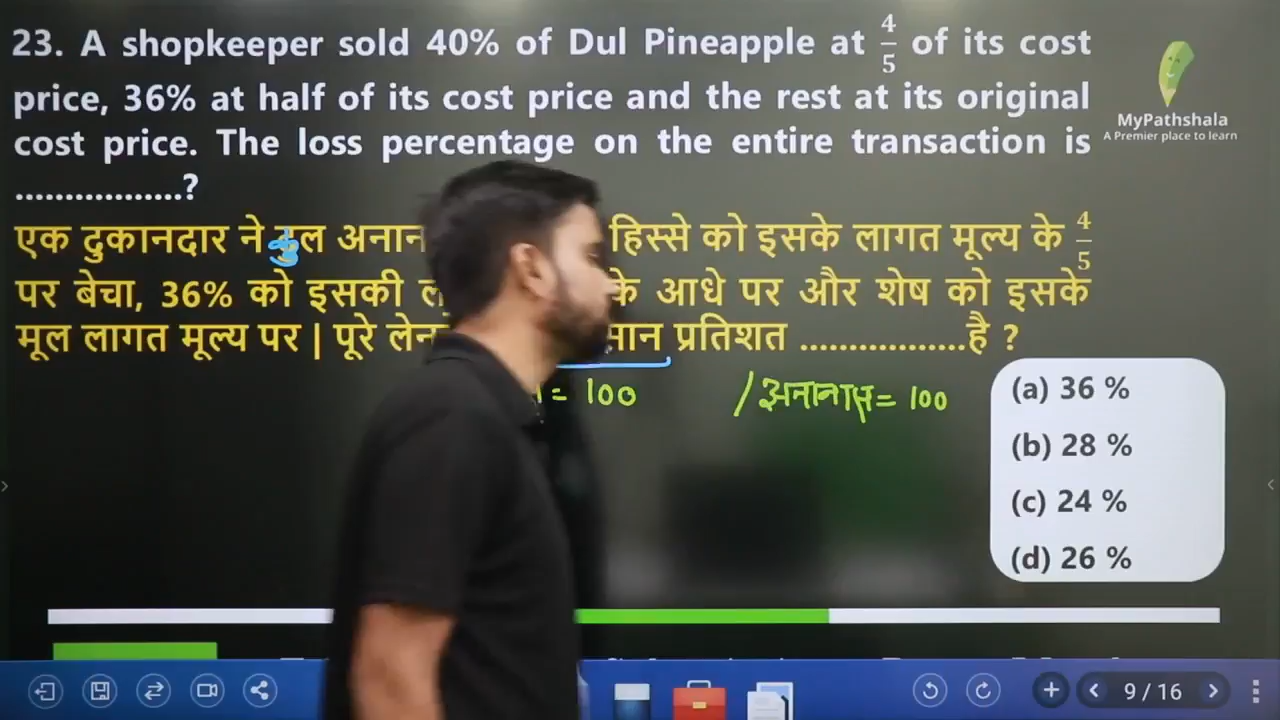 23. A shopkeeper sold 40% of Dul Pineapple at 4/5 of its cost
price, 36% at half of its cost price and the rest at its original
cost price. The loss percentage on the entire transaction is
.................?
MyPathshala
A Premier place to learn
एक दुकानदार ने कुल अनान हिस्से को इसके लागत मूल्य के 4/5
पर बेचा, 36% को इसकी ल के आधे पर और शेष को इसके
मूल लागत मूल्य पर | पूरे लेन सान प्रतिशत .................है ?
= 100 / अनानास = 100
(a) 36 %
(b) 28 %
(c) 24 %
(d) 26 %
9 / 16